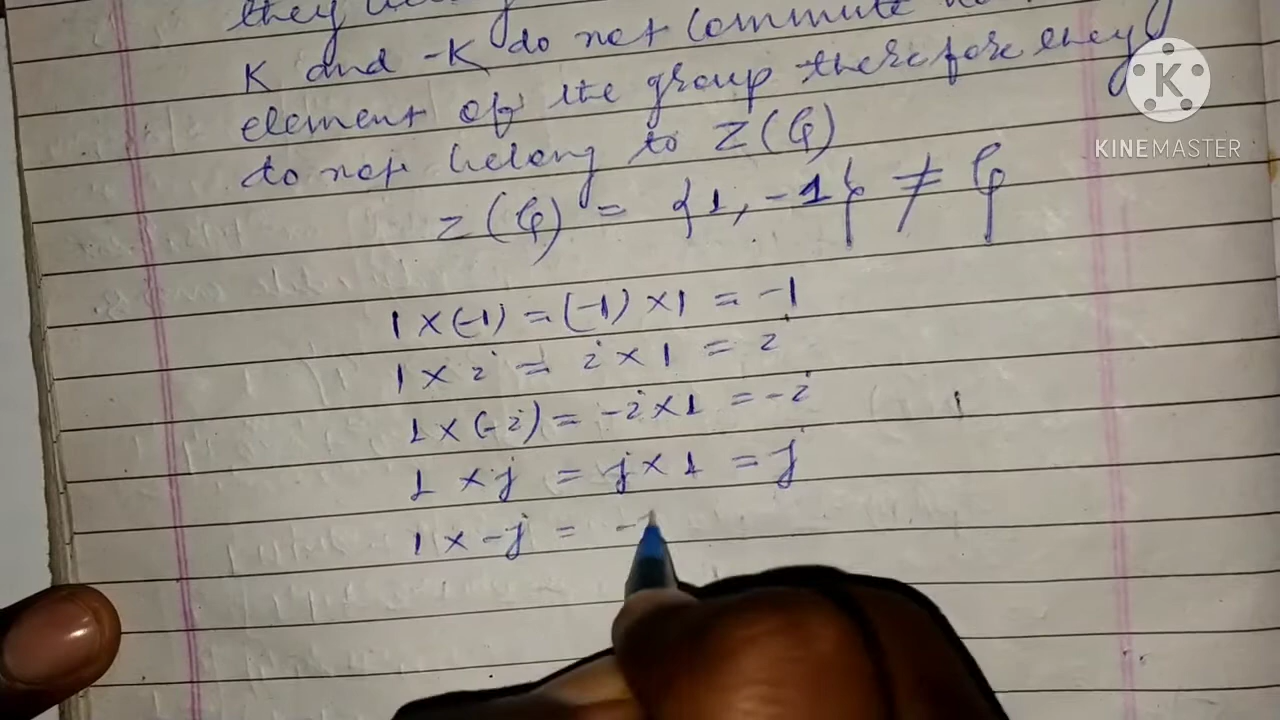 they
K and -K do not commute
element of the group therefore they
do not belong to Z(G)
Z(G) = {1, -1} ≠ G
1 × (-1) = (-1) × 1 = -1
1 × i = i × 1 = i
1 × (-i) = -i × 1 = -i
1 × j = j × 1 = j
1 × -j = -
K
KINEMASTER